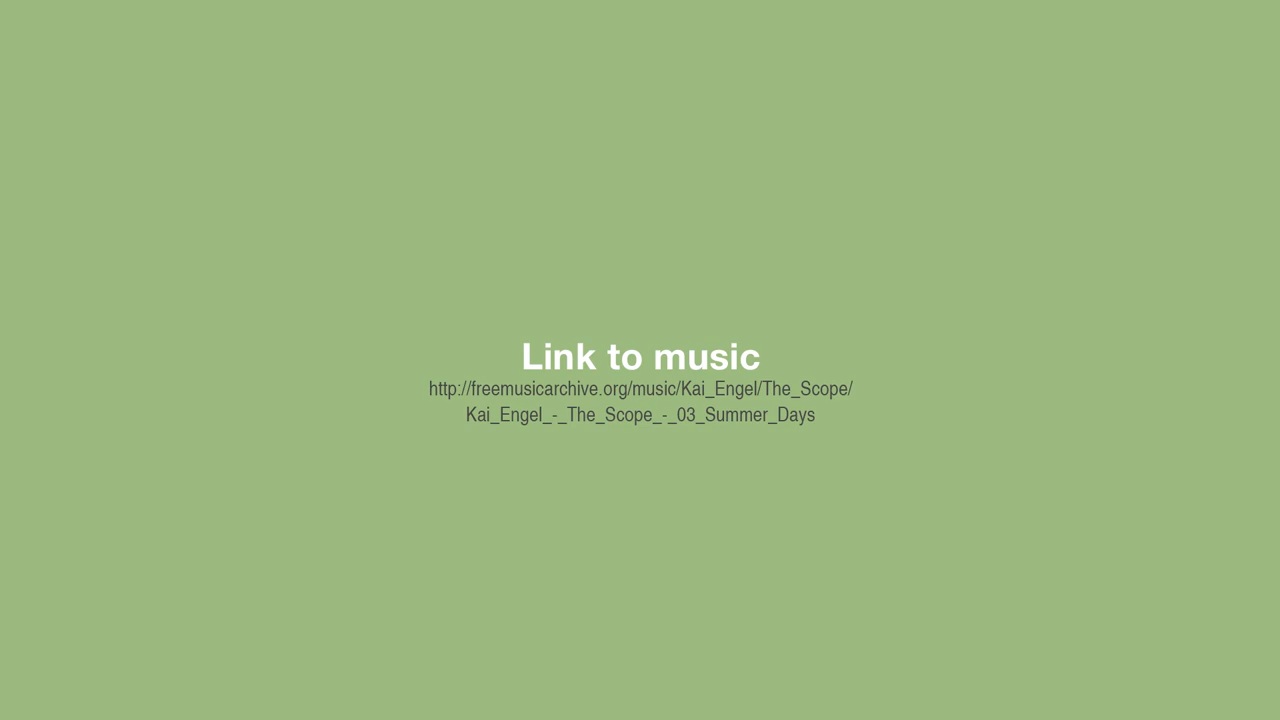 Link to music
http://freemusicarchive.org/music/Kai_Engel/The_Scope/
Kai_Engel_-_The_Scope_-_03_Summer_Days